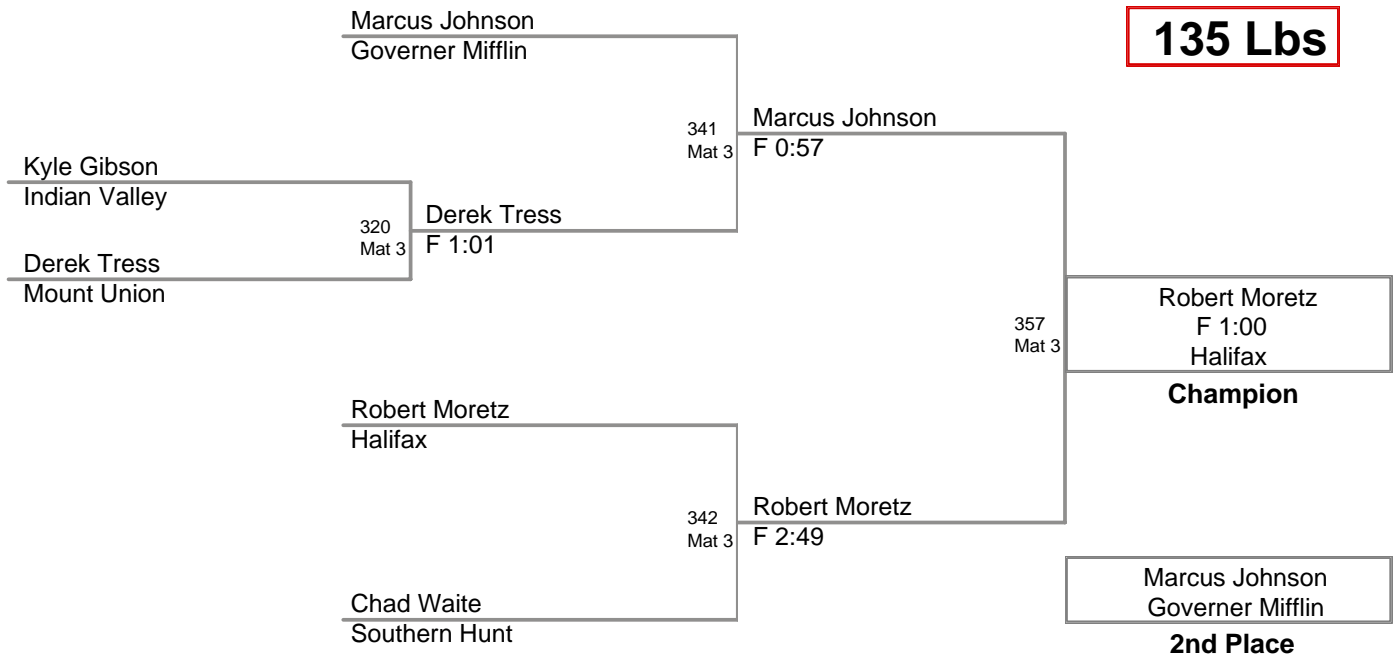 Marcus Johnson
Governer Mifflin
135 Lbs
341
Mat 3
Marcus Johnson
F 0:57
Kyle Gibson
Indian Valley
320
Mat 3
Derek Tress
F 1:01
Derek Tress
Mount Union
357
Mat 3
Robert Moretz
F 1:00
Halifax
Champion
Robert Moretz
Halifax
342
Mat 3
Robert Moretz
F 2:49
Chad Waite
Southern Hunt
Marcus Johnson
Governer Mifflin
2nd Place